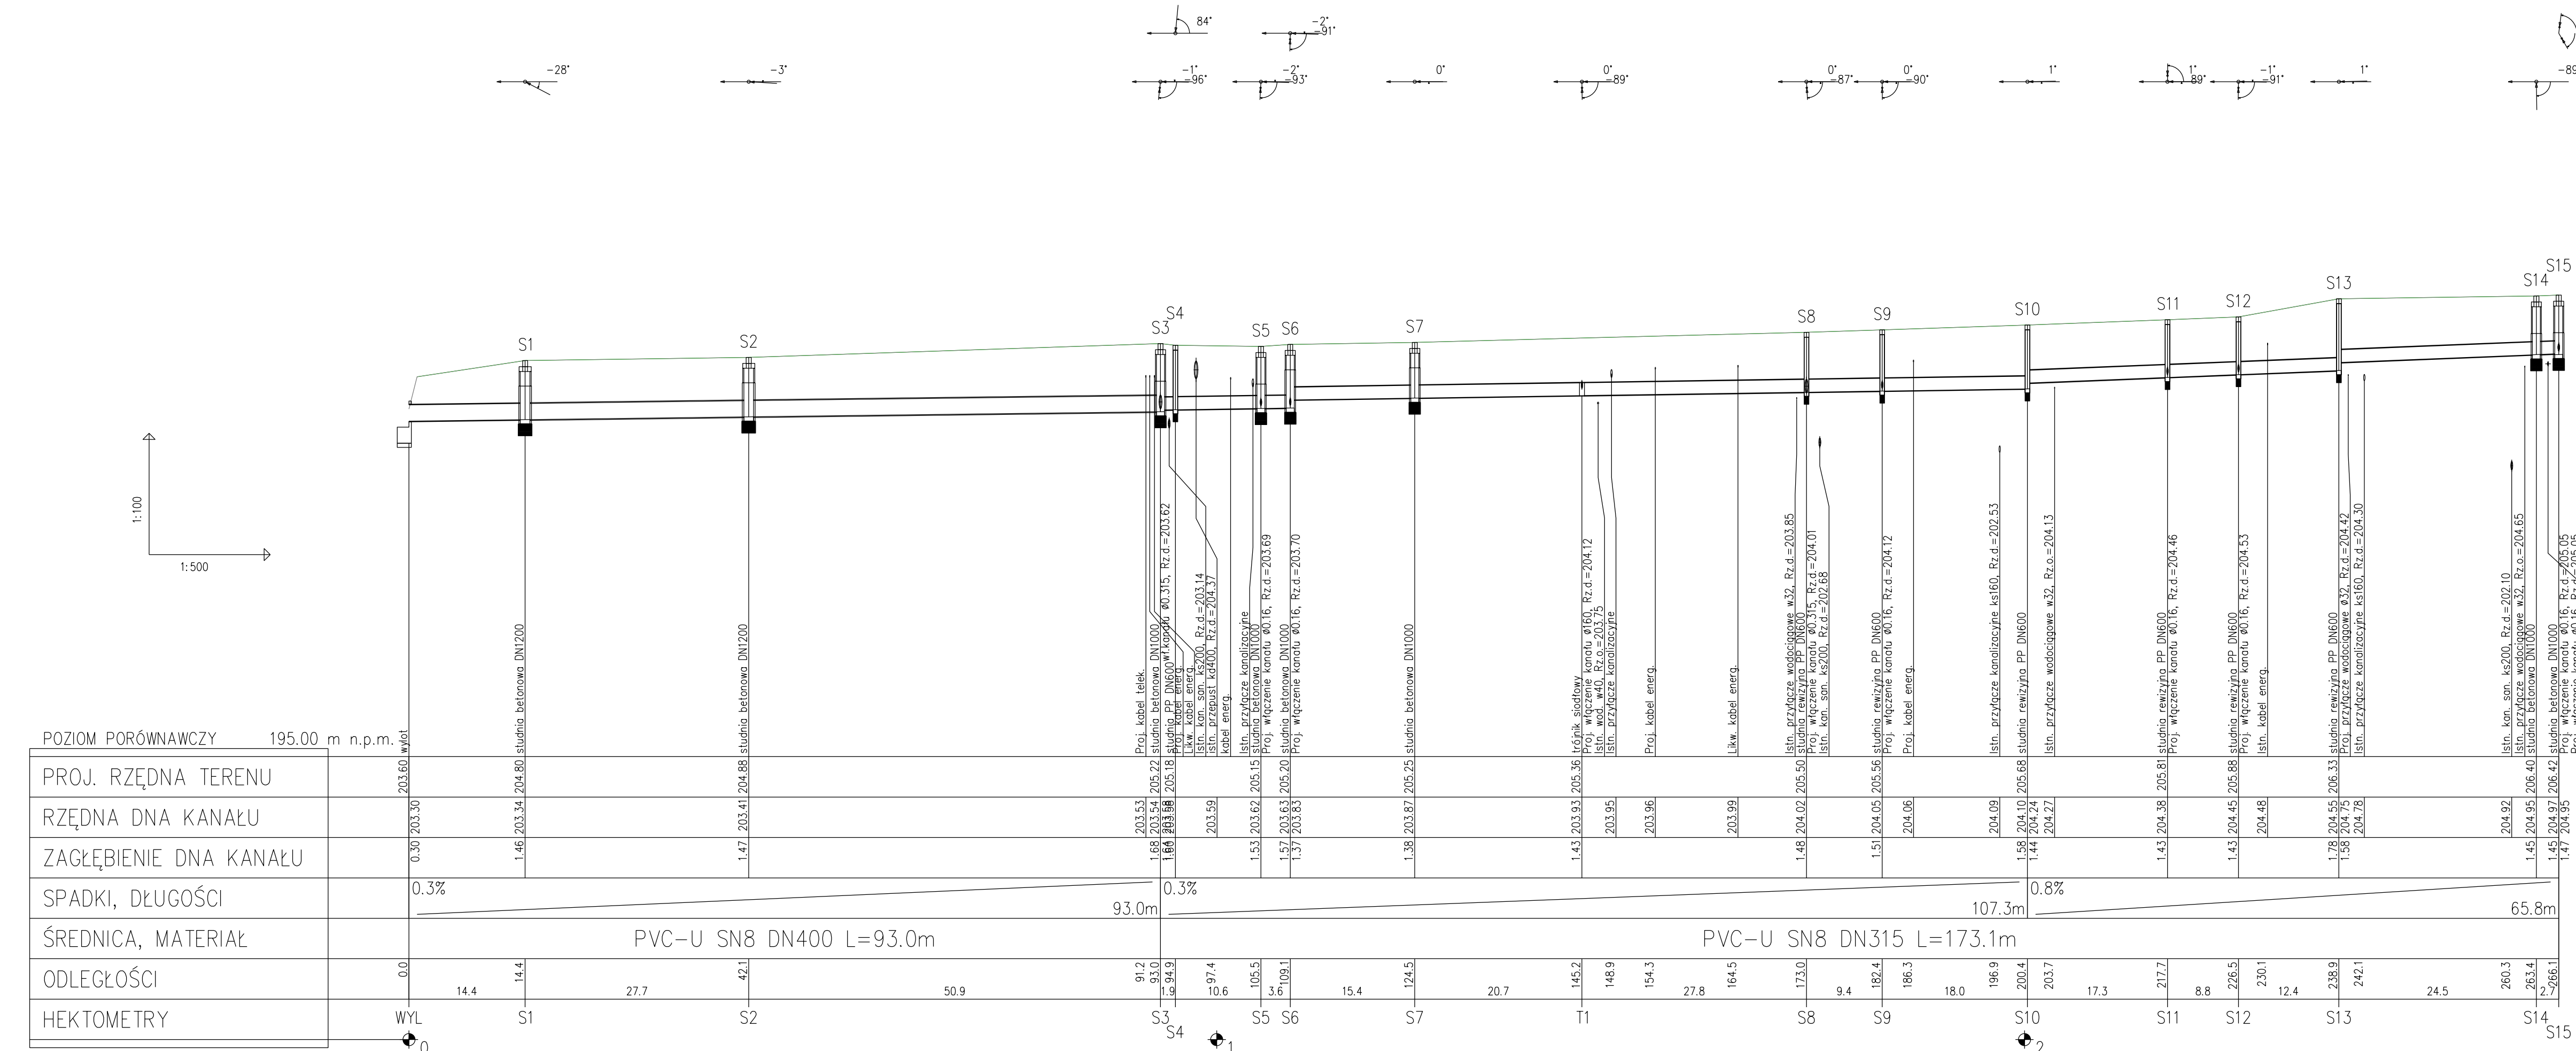 84°
-2°
-91°
-28°
-3°
-1°
-96°
-2°
-93°
0°
0°
-89°
0°
-87°
0°
-90°
1°
1°
89°
-1°
-91°
1°
-89
S1
S2
S3
S4
S5
S6
S7
S8
S9
S10
S11
S12
S13
S14
S15
1:100
1:500
POZIOM PORÓWNAWCZY 195.00 m n.p.m.
wylot
studnia betonowa DN1200
studnia betonowa DN1200
Proj. kabel telek.
studnia betonowa DN1000
studnia PP DN600
wł.kanału ø0.315, Rz.d.=203.62
Proj. kabel energ.
Likw. kabel energ.
Istn. kan. san. ks200, Rz.d.=203.14
Istn. przepust kd400, Rz.d.=204.37
kabel energ.
Istn. przyłącze kanalizacyjne
studnia betonowa DN1000
Proj. włączenie kanału ø0.16, Rz.d.=203.69
studnia betonowa DN1000
Proj. włączenie kanału ø0.16, Rz.d.=203.70
studnia betonowa DN1000
trójnik siodłowy
Proj. włączenie kanału ø160, Rz.d.=204.12
Istn. wod. w40, Rz.o.=203.75
Istn. przyłącze kanalizacyjne
Proj. kabel energ.
Likw. kabel energ.
Istn. przyłącze wodociągowe w32, Rz.d.=203.85
studnia rewizyjna PP DN600
Proj. włączenie kanału ø0.315, Rz.d.=204.01
Istn. kan. san. ks200, Rz.d.=202.68
studnia rewizyjna PP DN600
Proj. włączenie kanału ø0.16, Rz.d.=204.12
Proj. kabel energ.
Istn. przyłącze kanalizacyjne ks160, Rz.d.=202.53
studnia rewizyjna PP DN600
Istn. przyłącze wodociągowe w32, Rz.o.=204.13
studnia rewizyjna PP DN600
Proj. włączenie kanału ø0.16, Rz.d.=204.46
studnia rewizyjna PP DN600
Proj. włączenie kanału ø0.16, Rz.d.=204.53
Istn. kabel energ.
studnia rewizyjna PP DN600
Proj. przyłącze wodociągowe ø32, Rz.d.=204.42
Istn. przyłącze kanalizacyjne ks160, Rz.d.=204.30
Istn. kan. san. ks200, Rz.d.=202.10
Istn. przyłącze wodociągowe w32, Rz.o.=204.65
studnia betonowa DN1000
studnia betonowa DN1000
Proj. włączenie kanału ø0.16, Rz.d.=205.05
PROJ. RZĘDNA TERENU
203.60 204.80 204.88 205.22 205.18 205.15 205.20 205.25 205.36 205.50 205.56 205.68 205.81 205.88 206.33 206.40 206.42
RZĘDNA DNA KANAŁU
203.30 203.34 203.41 203.53 203.54 203.59 203.62 203.63 203.83 203.87 203.93 203.95 203.96 203.99 204.02 204.05 204.06 204.09 204.10 204.24 204.27 204.38 204.45 204.48 204.55 204.75 204.78 204.92 204.95 204.97 204.95
ZAGŁĘBIENIE DNA KANAŁU
0.30 1.46 1.47 1.68 1.60 1.53 1.57 1.37 1.38 1.43 1.48 1.51 1.58 1.44 1.43 1.43 1.78 1.58 1.45 1.45 1.47
SPADKI, DŁUGOŚCI
0.3% 93.0m 0.3% 107.3m 0.8% 65.8m
ŚREDNICA, MATERIAŁ
PVC-U SN8 DN400 L=93.0m PVC-U SN8 DN315 L=173.1m
ODLEGŁOŚCI
0.0 14.4 42.1 91.2 93.0 94.9 97.4 105.5 109.1 124.5 145.2 148.9 154.3 164.5 173.0 182.4 186.3 196.9 200.4 203.7 217.7 226.5 230.1 238.9 242.1 260.3 263.4 266.1
14.4 27.7 50.9 1.9 10.6 3.6 15.4 20.7 27.8 9.4 18.0 17.3 8.8 12.4 24.5 2.7
HEKTOMETRY
WYL S1 S2 S3 S4 S5 S6 S7 T1 S8 S9 S10 S11 S12 S13 S14 S15
0 1 2